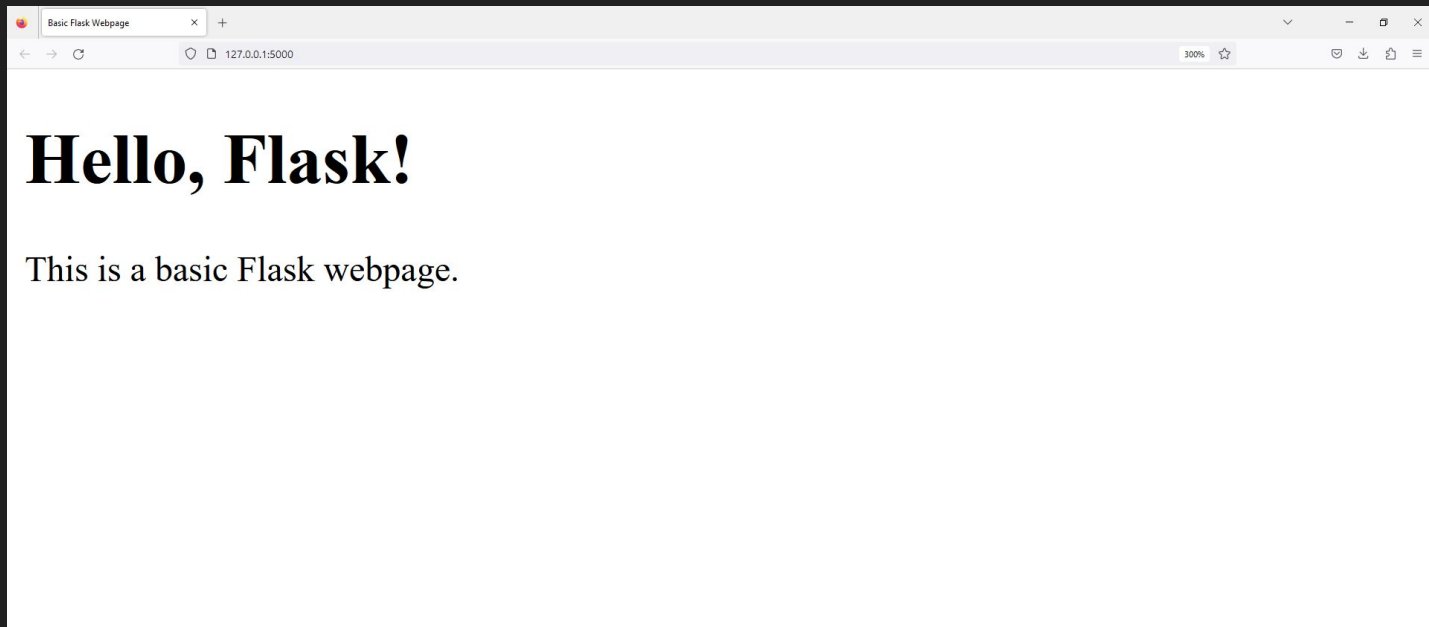 Basic Flask Webpage
127.0.0.1:5000
300%
Hello, Flask!
This is a basic Flask webpage.